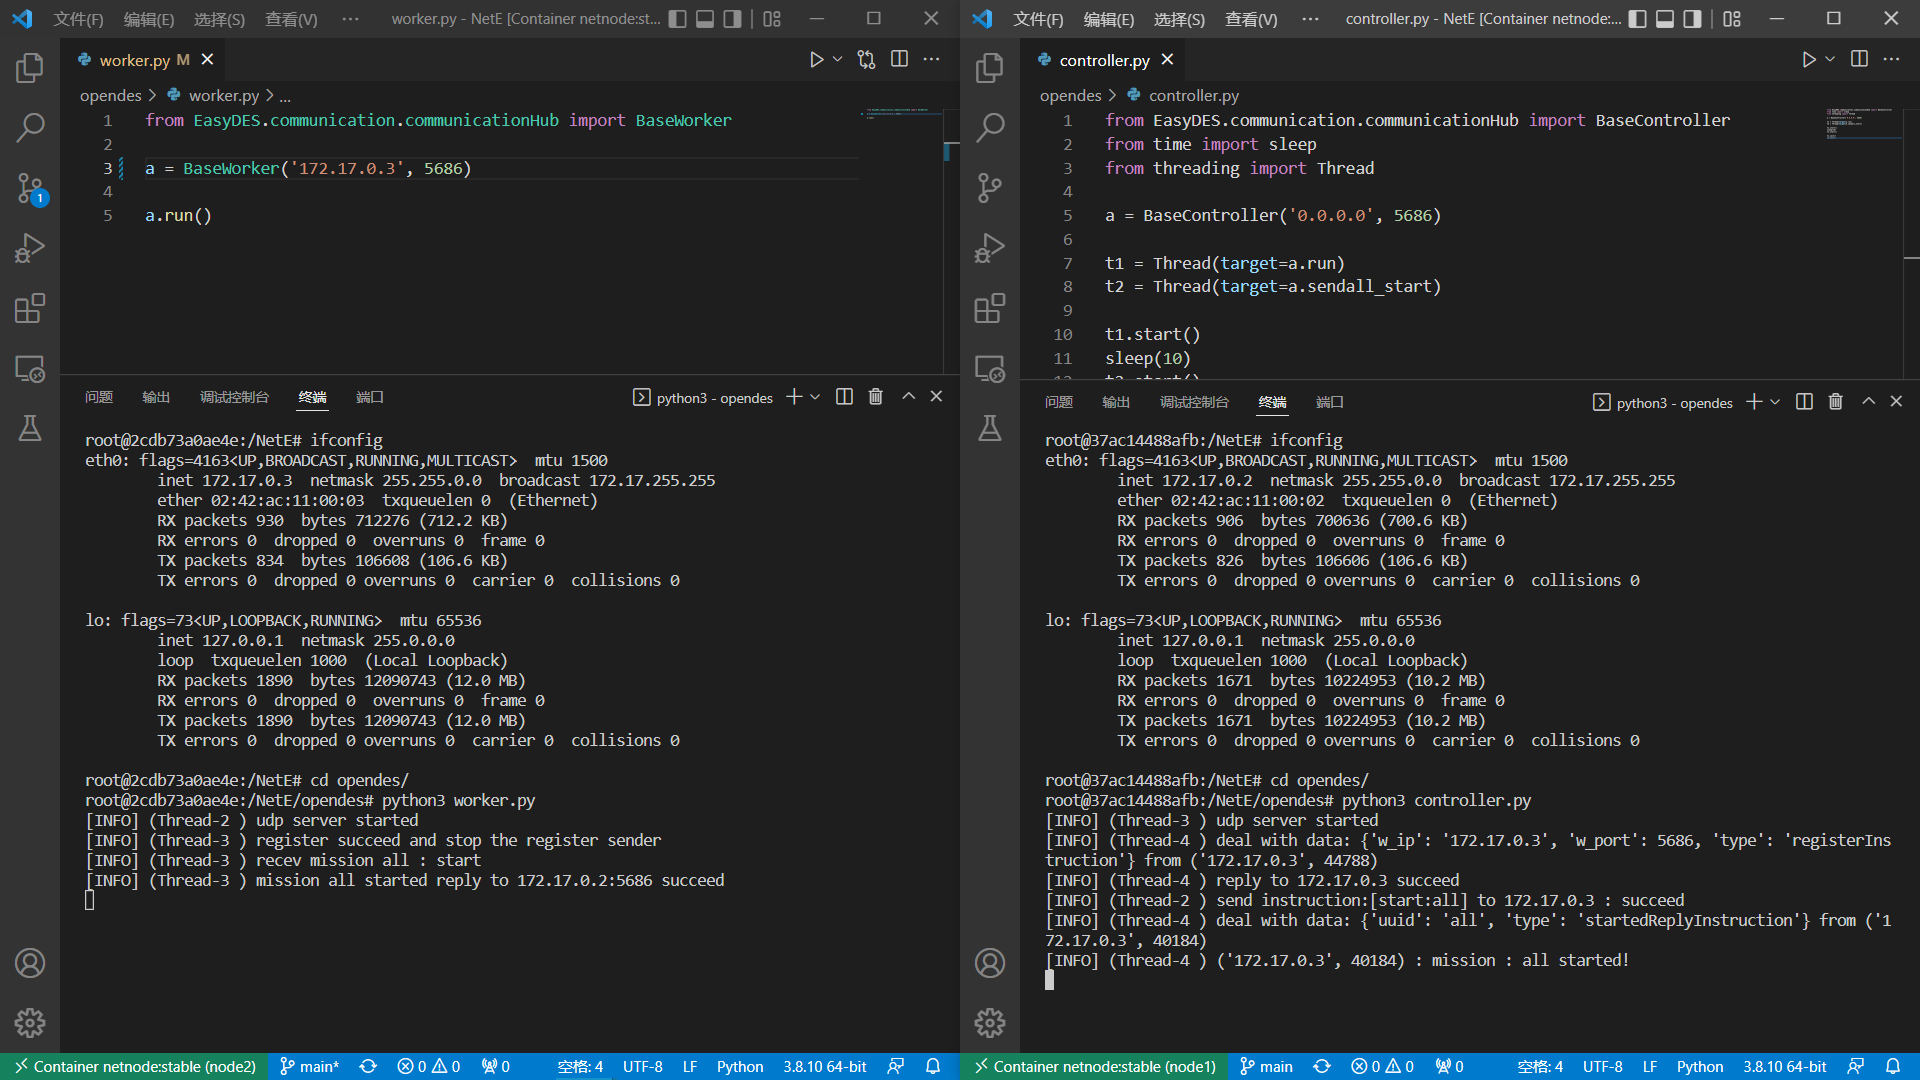 文件(F) 编辑(E) 选择(S) 查看(V) ··· worker.py - NetE [Container netnode:st...
worker.py M
opendes > worker.py > ...
1 from EasyDES.communication.communicationHub import BaseWorker
2
3 a = BaseWorker('172.17.0.3', 5686)
4
5 a.run()
1
问题 输出 调试控制台 终端 端口 python3 - opendes
root@2cdb73a0ae4e:/NetE# ifconfig
eth0: flags=4163<UP,BROADCAST,RUNNING,MULTICAST>  mtu 1500
        inet 172.17.0.3  netmask 255.255.0.0  broadcast 172.17.255.255
        ether 02:42:ac:11:00:03  txqueuelen 0  (Ethernet)
        RX packets 930  bytes 712276 (712.2 KB)
        RX errors 0  dropped 0  overruns 0  frame 0
        TX packets 834  bytes 106608 (106.6 KB)
        TX errors 0  dropped 0 overruns 0  carrier 0  collisions 0
lo: flags=73<UP,LOOPBACK,RUNNING>  mtu 65536
        inet 127.0.0.1  netmask 255.0.0.0
        loop  txqueuelen 1000  (Local Loopback)
        RX packets 1890  bytes 12090743 (12.0 MB)
        RX errors 0  dropped 0  overruns 0  frame 0
        TX packets 1890  bytes 12090743 (12.0 MB)
        TX errors 0  dropped 0 overruns 0  carrier 0  collisions 0
root@2cdb73a0ae4e:/NetE# cd opendes/
root@2cdb73a0ae4e:/NetE/opendes# python3 worker.py
[INFO] (Thread-2 ) udp server started
[INFO] (Thread-3 ) register succeed and stop the register sender
[INFO] (Thread-3 ) recev mission all : start
[INFO] (Thread-3 ) mission all started reply to 172.17.0.2:5686 succeed
Container netnode:stable (node2) main* 0 0 0 空格: 4 UTF-8 LF Python 3.8.10 64-bit
文件(F) 编辑(E) 选择(S) 查看(V) ··· controller.py - NetE [Container netnode:...
controller.py
opendes > controller.py
1 from EasyDES.communication.communicationHub import BaseController
2 from time import sleep
3 from threading import Thread
4
5 a = BaseController('0.0.0.0', 5686)
6
7 t1 = Thread(target=a.run)
8 t2 = Thread(target=a.sendall_start)
9
10 t1.start()
11 sleep(10)
12 t2.start()
问题 输出 调试控制台 终端 端口 python3 - opendes
root@37ac14488afb:/NetE# ifconfig
eth0: flags=4163<UP,BROADCAST,RUNNING,MULTICAST>  mtu 1500
        inet 172.17.0.2  netmask 255.255.0.0  broadcast 172.17.255.255
        ether 02:42:ac:11:00:02  txqueuelen 0  (Ethernet)
        RX packets 906  bytes 700636 (700.6 KB)
        RX errors 0  dropped 0  overruns 0  frame 0
        TX packets 826  bytes 106606 (106.6 KB)
        TX errors 0  dropped 0 overruns 0  carrier 0  collisions 0
lo: flags=73<UP,LOOPBACK,RUNNING>  mtu 65536
        inet 127.0.0.1  netmask 255.0.0.0
        loop  txqueuelen 1000  (Local Loopback)
        RX packets 1671  bytes 10224953 (10.2 MB)
        RX errors 0  dropped 0  overruns 0  frame 0
        TX packets 1671  bytes 10224953 (10.2 MB)
        TX errors 0  dropped 0 overruns 0  carrier 0  collisions 0
root@37ac14488afb:/NetE# cd opendes/
root@37ac14488afb:/NetE/opendes# python3 controller.py
[INFO] (Thread-3 ) udp server started
[INFO] (Thread-4 ) deal with data: {'w_ip': '172.17.0.3', 'w_port': 5686, 'type': 'registerIns
truction'} from ('172.17.0.3', 44788)
[INFO] (Thread-4 ) reply to 172.17.0.3 succeed
[INFO] (Thread-2 ) send instruction:[start:all] to 172.17.0.3 : succeed
[INFO] (Thread-4 ) deal with data: {'uuid': 'all', 'type': 'startedReplyInstruction'} from ('1
72.17.0.3', 40184)
[INFO] (Thread-4 ) ('172.17.0.3', 40184) : mission : all started!
Container netnode:stable (node1) main 0 0 0 空格: 4 UTF-8 LF Python 3.8.10 64-bit